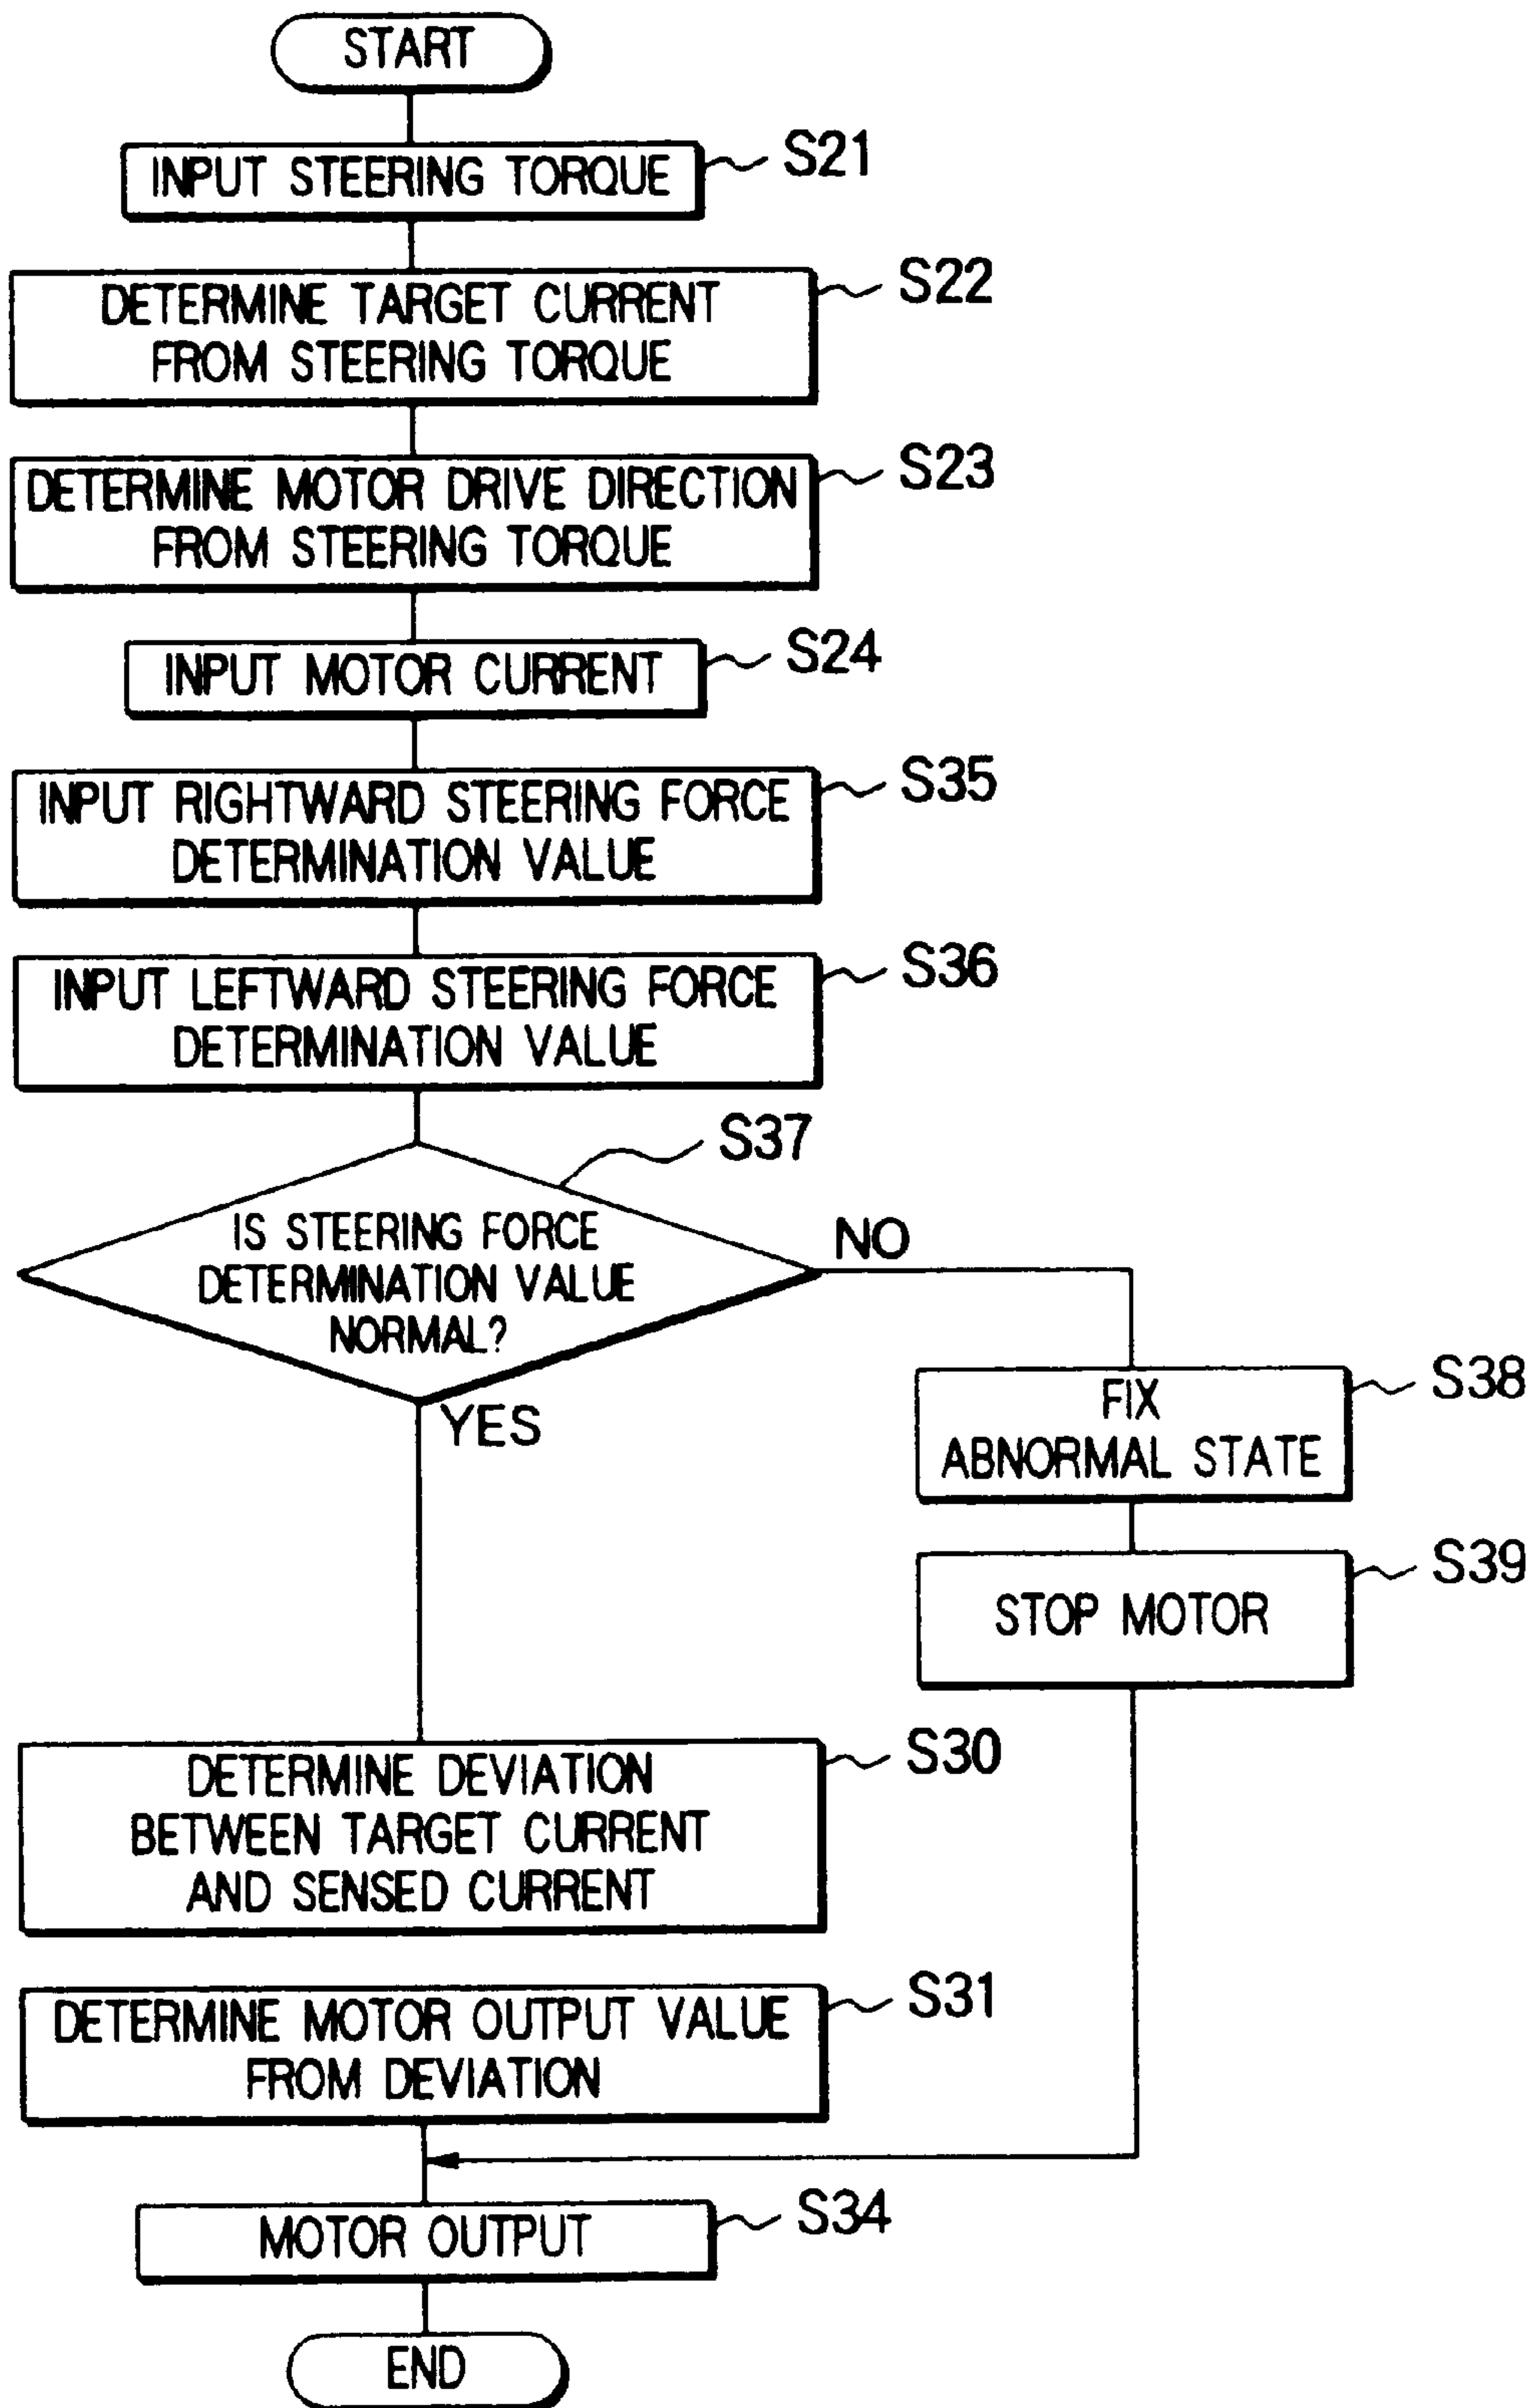 START
INPUT STEERING TORQUE
S21
DETERMINE TARGET CURRENT
FROM STEERING TORQUE
S22
DETERMINE MOTOR DRIVE DIRECTION
FROM STEERING TORQUE
S23
INPUT MOTOR CURRENT
S24
INPUT RIGHTWARD STEERING FORCE
DETERMINATION VALUE
S35
INPUT LEFTWARD STEERING FORCE
DETERMINATION VALUE
S36
S37
IS STEERING FORCE
DETERMINATION VALUE
NORMAL?
NO
YES
FIX
ABNORMAL STATE
S38
STOP MOTOR
S39
DETERMINE DEVIATION
BETWEEN TARGET CURRENT
AND SENSED CURRENT
S30
DETERMINE MOTOR OUTPUT VALUE
FROM DEVIATION
S31
MOTOR OUTPUT
S34
END